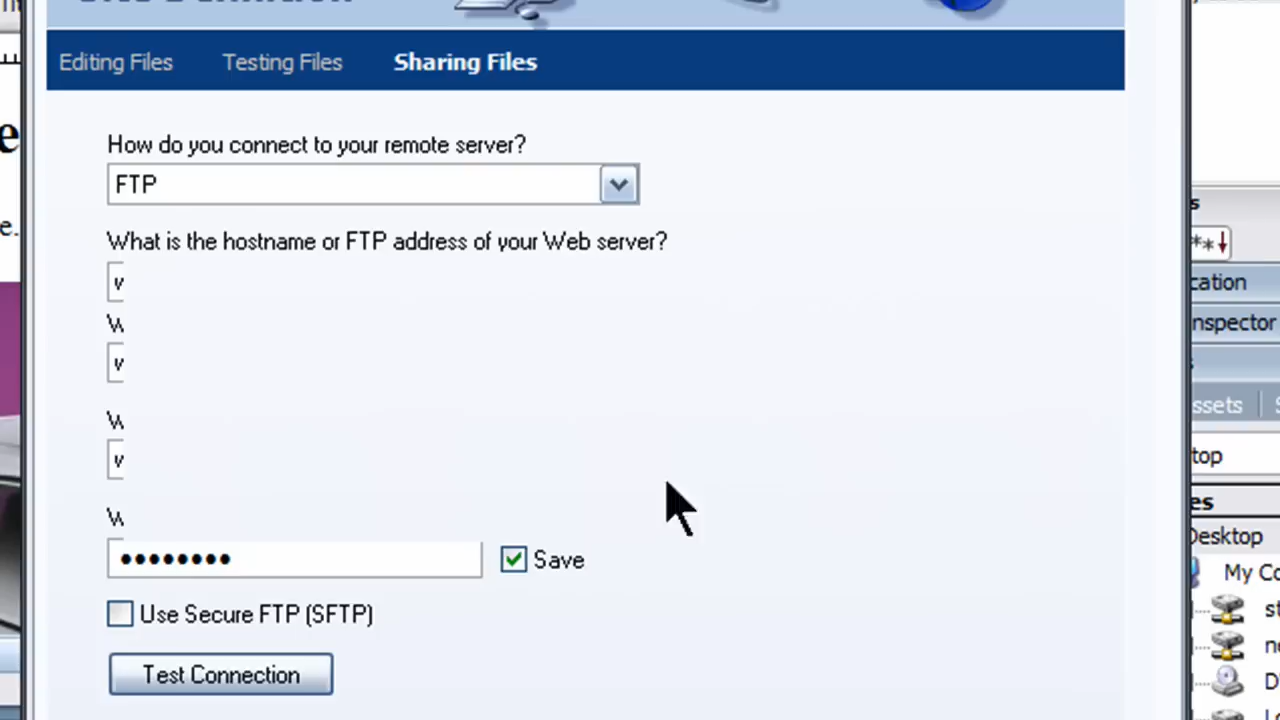 Editing Files Testing Files Sharing Files
How do you connect to your remote server?
FTP
What is the hostname or FTP address of your Web server?
v
W
v
W
v
W
•••••••• Save
Use Secure FTP (SFTP)
Test Connection
e
e.
s
**
cation
nspector
ssets
top
es
Desktop
My Co
st
ne
D